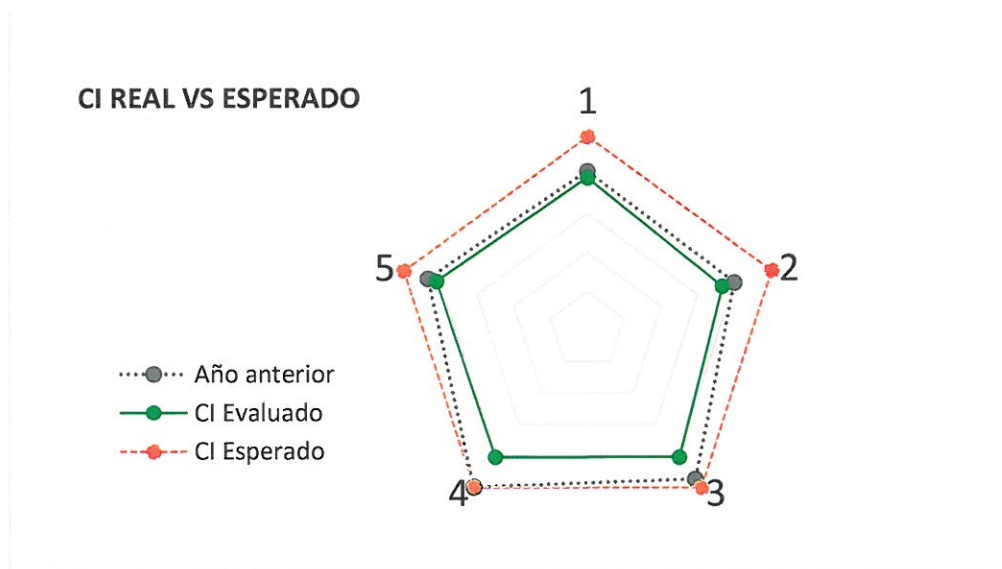 CI REAL VS ESPERADO
1
5
2
Año anterior
CI Evaluado
CI Esperado
4
3